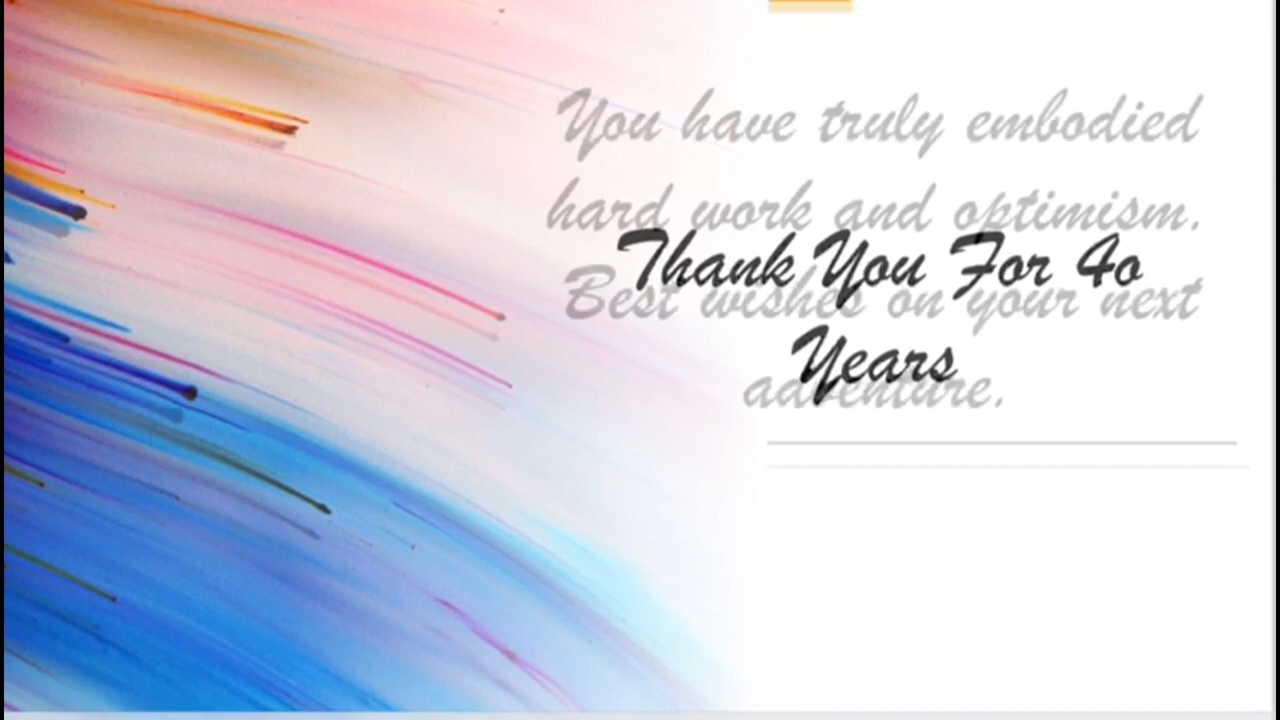 You have truly embodied
hard work and optimism.
Thank You For 4o
Best wishes on your next
Years
adventure.